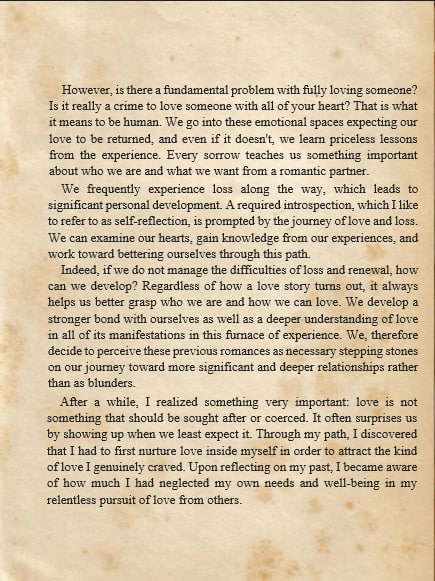 However, is there a fundamental problem with fully loving someone?
Is it really a crime to love someone with all of your heart? That is what
it means to be human. We go into these emotional spaces expecting our
love to be returned, and even if it doesn't, we learn priceless lessons
from the experience. Every sorrow teaches us something important
about who we are and what we want from a romantic partner.
We frequently experience loss along the way, which leads to
significant personal development. A required introspection, which I like
to refer to as self-reflection, is prompted by the journey of love and loss.
We can examine our hearts, gain knowledge from our experiences, and
work toward bettering ourselves through this path.
Indeed, if we do not manage the difficulties of loss and renewal, how
can we develop? Regardless of how a love story turns out, it always
helps us better grasp who we are and how we can love. We develop a
stronger bond with ourselves as well as a deeper understanding of love
in all of its manifestations in this furnace of experience. We, therefore
decide to perceive these previous romances as necessary stepping stones
on our journey toward more significant and deeper relationships rather
than as blunders.
After a while, I realized something very important: love is not
something that should be sought after or coerced. It often surprises us
by showing up when we least expect it. Through my path, I discovered
that I had to first nurture love inside myself in order to attract the kind
of love I genuinely craved. Upon reflecting on my past, I became aware
of how much I had neglected my own needs and well-being in my
relentless pursuit of love from others.